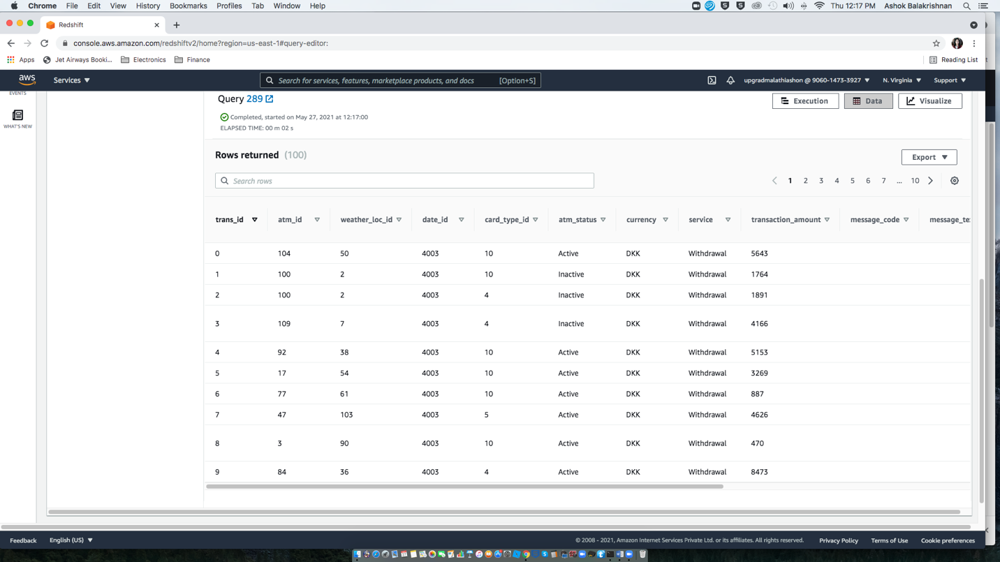 Chrome File Edit View History Bookmarks Profiles Tab Window Help Thu 12:17 PM Ashok Balakrishnan
Redshift
console.aws.amazon.com/redshiftv2/home?region=us-east-1#query-editor:
Apps Jet Airways Booki... Electronics Finance Reading List
aws Services Search for services, features, marketplace products, and docs [Option+S] upgradmalathiashon @ 9060-1473-3927 N. Virginia Support
EVENTS
WHAT'S NEW
Query 289 Execution Data Visualize
Completed, started on May 27, 2021 at 12:17:00
ELAPSED TIME: 00 m 02 s
Rows returned (100) Export
Search rows 1 2 3 4 5 6 7 ... 10
trans_id atm_id weather_loc_id date_id card_type_id atm_status currency service transaction_amount message_code message_te
0 104 50 4003 10 Active DKK Withdrawal 5643
1 100 2 4003 10 Inactive DKK Withdrawal 1764
2 100 2 4003 4 Inactive DKK Withdrawal 1891
3 109 7 4003 4 Inactive DKK Withdrawal 4166
4 92 38 4003 10 Active DKK Withdrawal 5153
5 17 54 4003 10 Active DKK Withdrawal 3269
6 77 61 4003 10 Active DKK Withdrawal 887
7 47 103 4003 5 Active DKK Withdrawal 4626
8 3 90 4003 10 Active DKK Withdrawal 470
9 84 36 4003 4 Active DKK Withdrawal 8473
Feedback English (US) © 2008 - 2021, Amazon Internet Services Private Ltd. or its affiliates. All rights reserved. Privacy Policy Terms of Use Cookie preferences